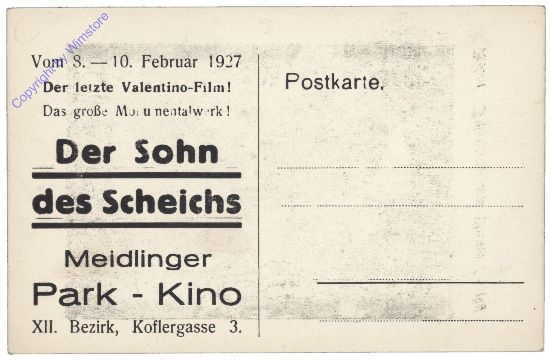 Copyright by Wimstore
Vom 8. — 10. Februar 1927
Der letzte Valentino-Film!
Das große Monumentalwerk!
Der Sohn
des Scheichs
Meidlinger
Park - Kino
XII. Bezirk, Koflergasse 3.
Postkarte.